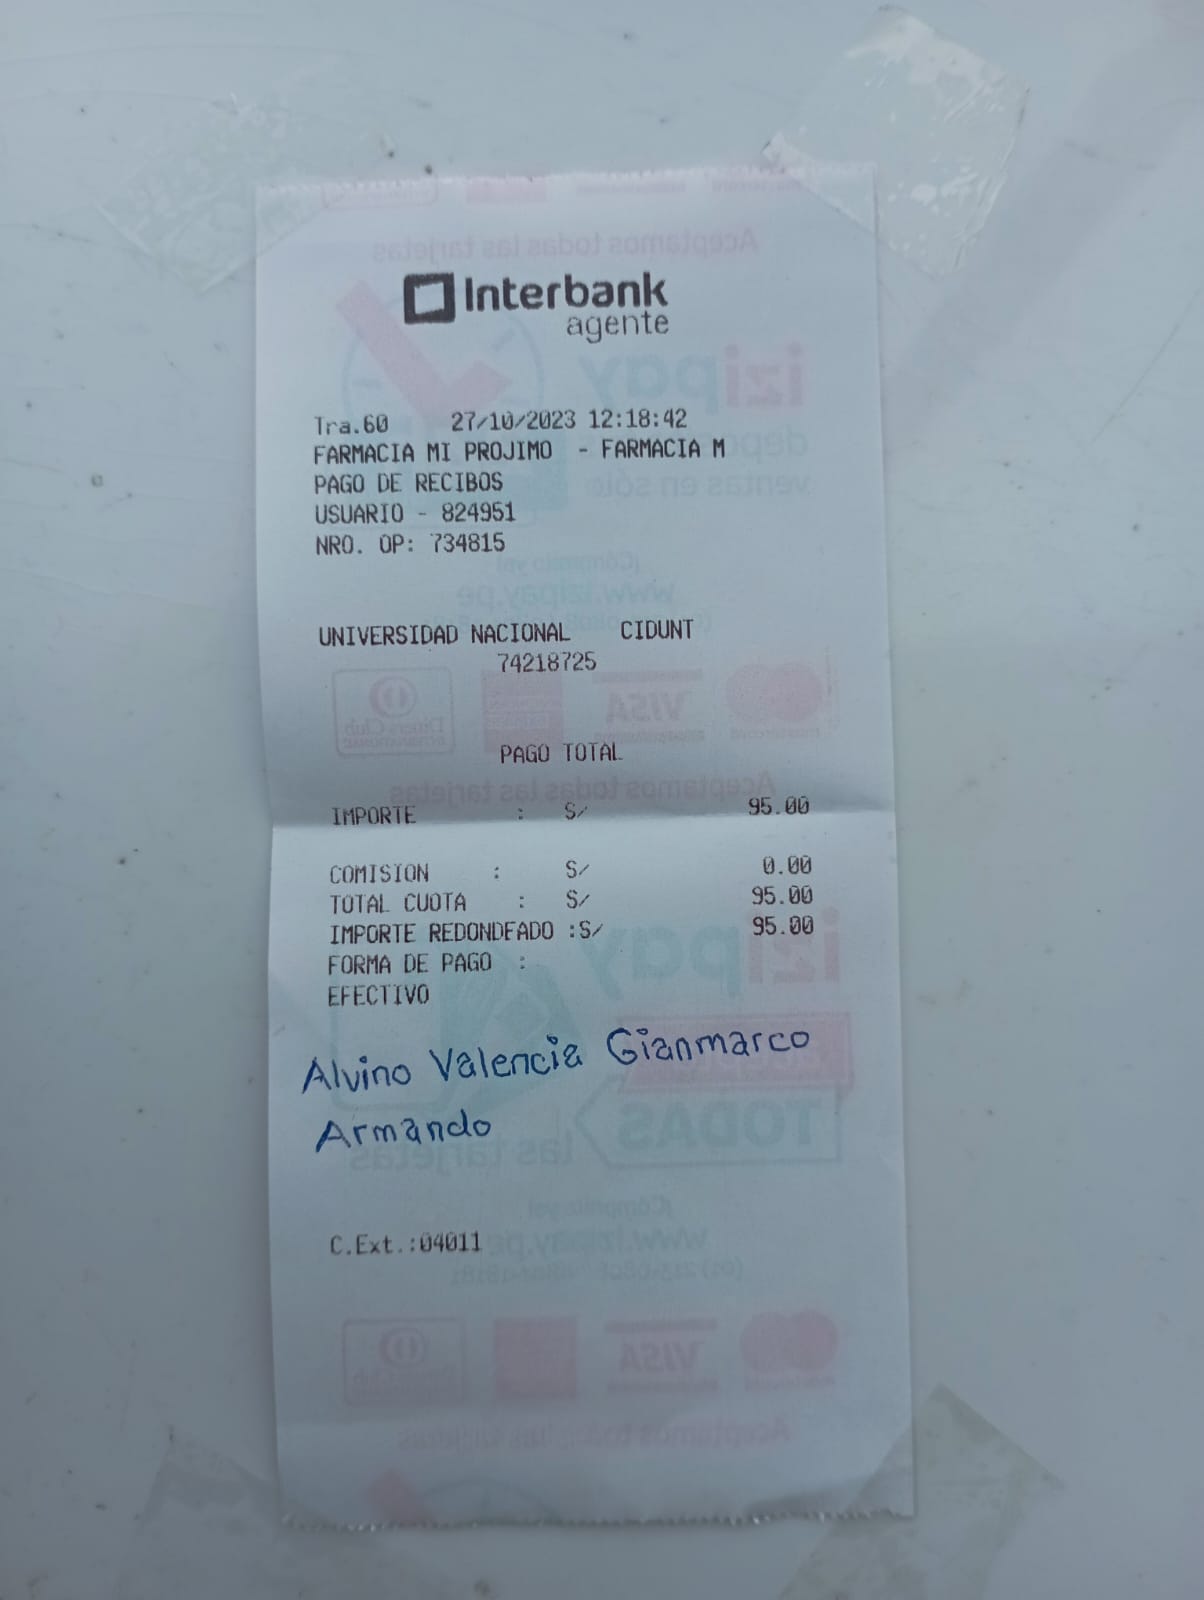 Interbank
agente
Tra.60 27/10/2023 12:18:42
FARMACIA MI PROJIMO - FARMACIA M
PAGO DE RECIBOS
USUARIO - 824951
NRO. OP: 734815
UNIVERSIDAD NACIONAL CIDUNT
74218725
PAGO TOTAL
IMPORTE : S/ 95.00
COMISION : S/ 0.00
TOTAL CUOTA : S/ 95.00
IMPORTE REDONDEADO :S/ 95.00
FORMA DE PAGO :
EFECTIVO
Alvino Valencia Gianmarco
Armando
C.Ext.:04011